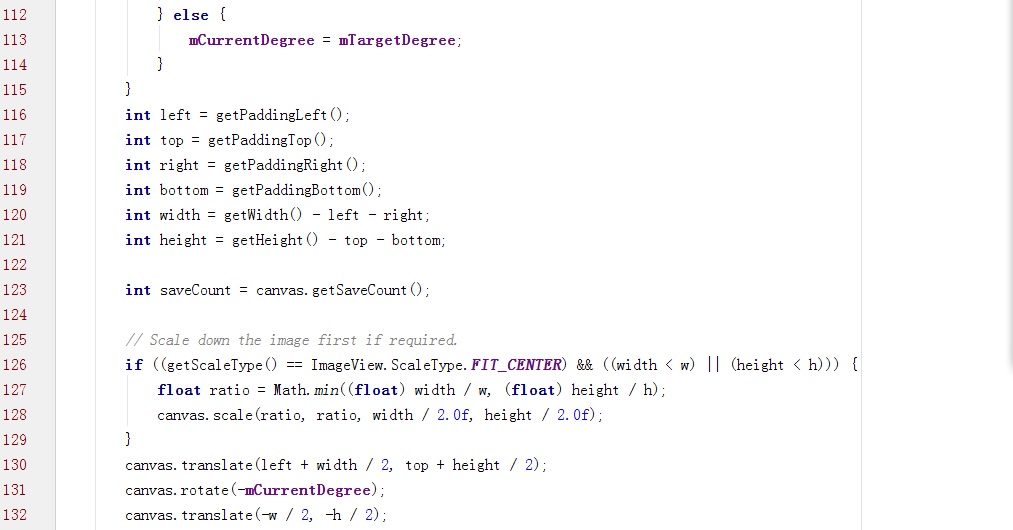 112 } else {
113 mCurrentDegree = mTargetDegree;
114 }
115 }
116 int left = getPaddingLeft();
117 int top = getPaddingTop();
118 int right = getPaddingRight();
119 int bottom = getPaddingBottom();
120 int width = getWidth() - left - right;
121 int height = getHeight() - top - bottom;
122
123 int saveCount = canvas.getSaveCount();
124
125 // Scale down the image first if required.
126 if ((getScaleType() == ImageView.ScaleType.FIT_CENTER) && ((width < w) || (height < h))) {
127 float ratio = Math.min((float) width / w, (float) height / h);
128 canvas.scale(ratio, ratio, width / 2.0f, height / 2.0f);
129 }
130 canvas.translate(left + width / 2, top + height / 2);
131 canvas.rotate(-mCurrentDegree);
132 canvas.translate(-w / 2, -h / 2);